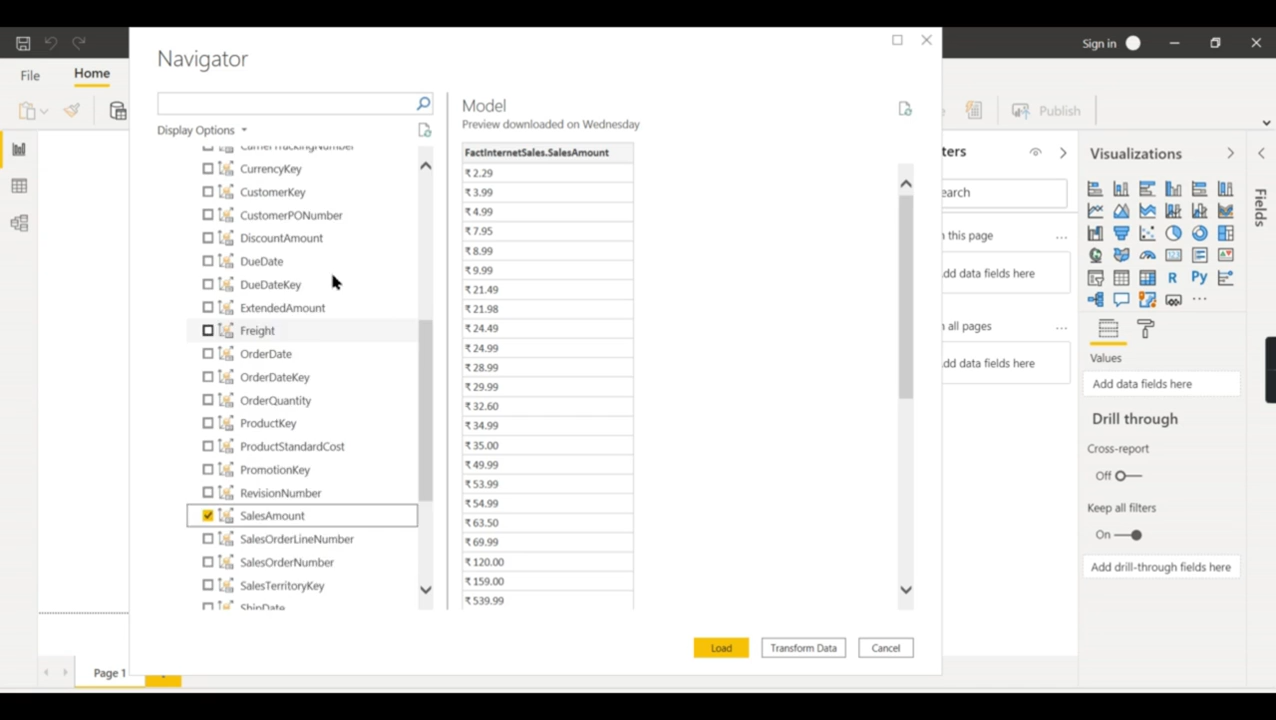 Sign in
File
Home
Publish
Navigator
Display Options
CurrencyKey
CustomerKey
CustomerPONumber
DiscountAmount
DueDate
DueDateKey
ExtendedAmount
Freight
OrderDate
OrderDateKey
OrderQuantity
ProductKey
ProductStandardCost
PromotionKey
RevisionNumber
SalesAmount
SalesOrderLineNumber
SalesOrderNumber
SalesTerritoryKey
ShipDate
Model
Preview downloaded on Wednesday
FactInternetSales.SalesAmount
₹ 2.29
₹ 3.99
₹ 4.99
₹ 7.95
₹ 8.99
₹ 9.99
₹ 21.49
₹ 21.98
₹ 24.49
₹ 24.99
₹ 28.99
₹ 29.99
₹ 32.60
₹ 34.99
₹ 35.00
₹ 49.99
₹ 53.99
₹ 54.99
₹ 63.50
₹ 69.99
₹ 120.00
₹ 159.00
₹ 539.99
Load
Transform Data
Cancel
ters
earch
this page
dd data fields here
all pages
dd data fields here
Visualizations
R
Py
Values
Add data fields here
Drill through
Cross-report
Off
Keep all filters
On
Add drill-through fields here
Fields
Page 1